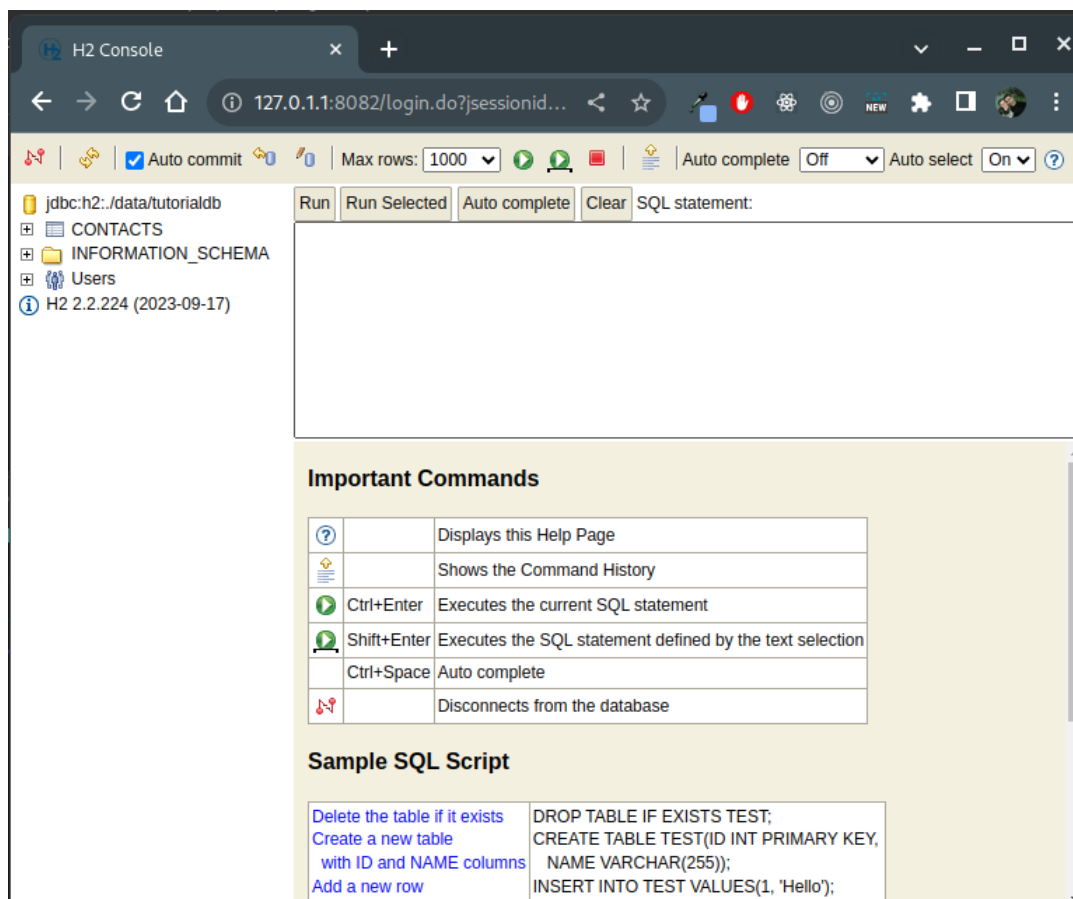 H2 Console
127.0.1.1:8082/login.do?jsessionid...
NEW
Auto commit
Max rows: 1000
Auto complete Off
Auto select On
jdbc:h2:./data/tutorialdb
CONTACTS
INFORMATION_SCHEMA
Users
H2 2.2.224 (2023-09-17)
Run Run Selected Auto complete Clear SQL statement:
Important Commands
Displays this Help Page
Shows the Command History
Ctrl+Enter Executes the current SQL statement
Shift+Enter Executes the SQL statement defined by the text selection
Ctrl+Space Auto complete
Disconnects from the database
Sample SQL Script
Delete the table if it exists DROP TABLE IF EXISTS TEST;
Create a new table CREATE TABLE TEST(ID INT PRIMARY KEY,
with ID and NAME columns NAME VARCHAR(255));
Add a new row INSERT INTO TEST VALUES(1, 'Hello');